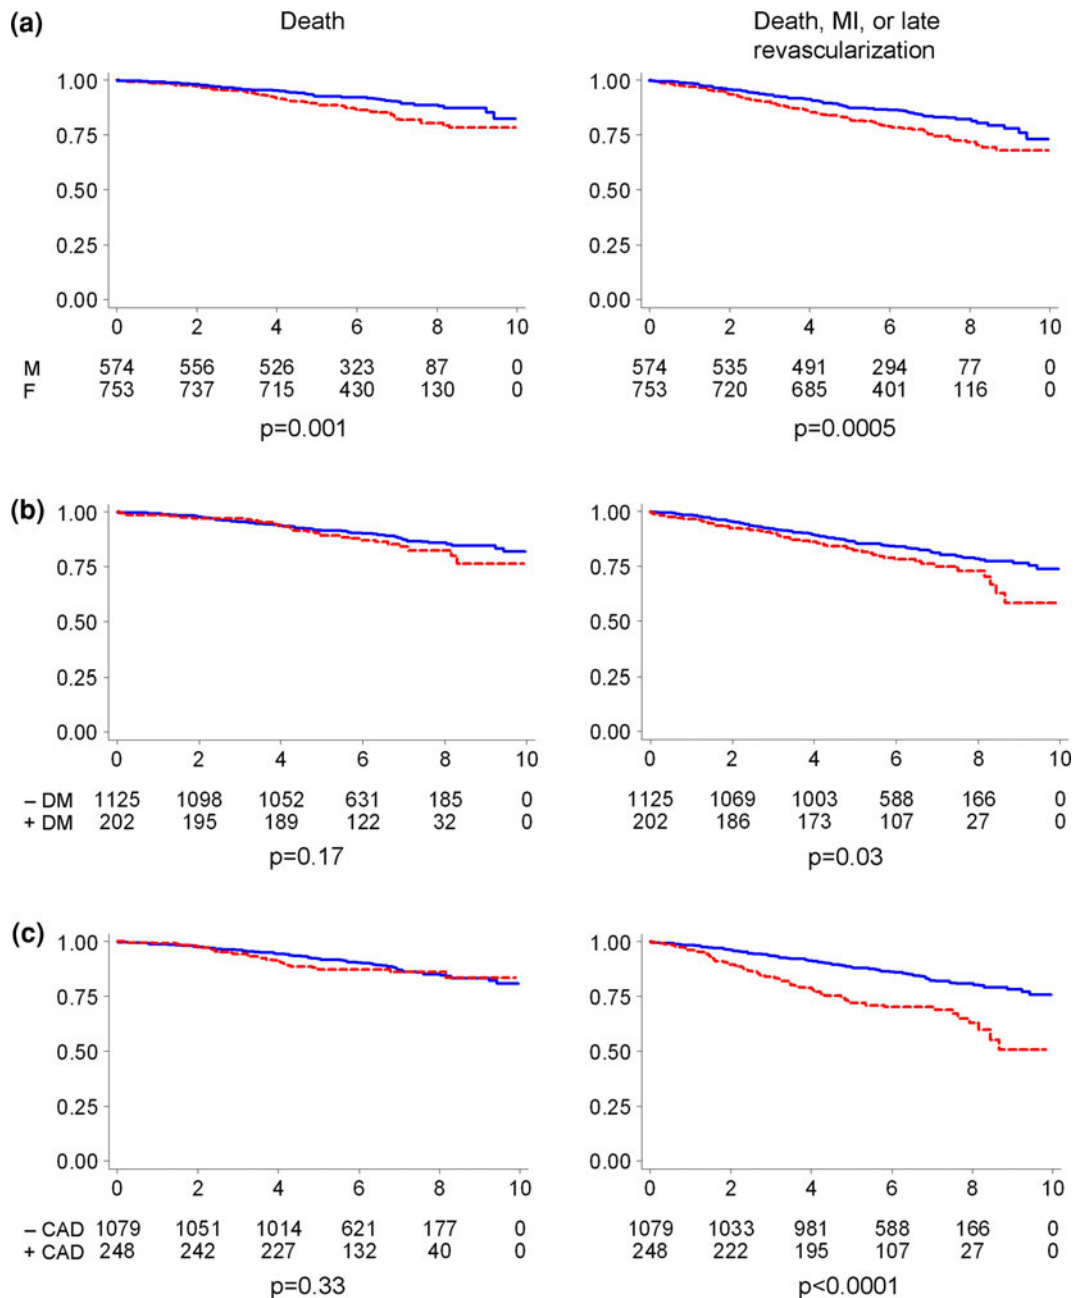 (a)
Death
Death, MI, or late
revascularization
1.00
0.75
0.50
0.25
0.00
0 2 4 6 8 10
M 574 556 526 323 87 0
F 753 737 715 430 130 0
p=0.001
1.00
0.75
0.50
0.25
0.00
0 2 4 6 8 10
574 535 491 294 77 0
753 720 685 401 116 0
p=0.0005
(b)
1.00
0.75
0.50
0.25
0.00
0 2 4 6 8 10
– DM 1125 1098 1052 631 185 0
+ DM 202 195 189 122 32 0
p=0.17
1.00
0.75
0.50
0.25
0.00
0 2 4 6 8 10
1125 1069 1003 588 166 0
202 186 173 107 27 0
p=0.03
(c)
1.00
0.75
0.50
0.25
0.00
0 2 4 6 8 10
– CAD 1079 1051 1014 621 177 0
+ CAD 248 242 227 132 40 0
p=0.33
1.00
0.75
0.50
0.25
0.00
0 2 4 6 8 10
1079 1033 981 588 166 0
248 222 195 107 27 0
p<0.0001